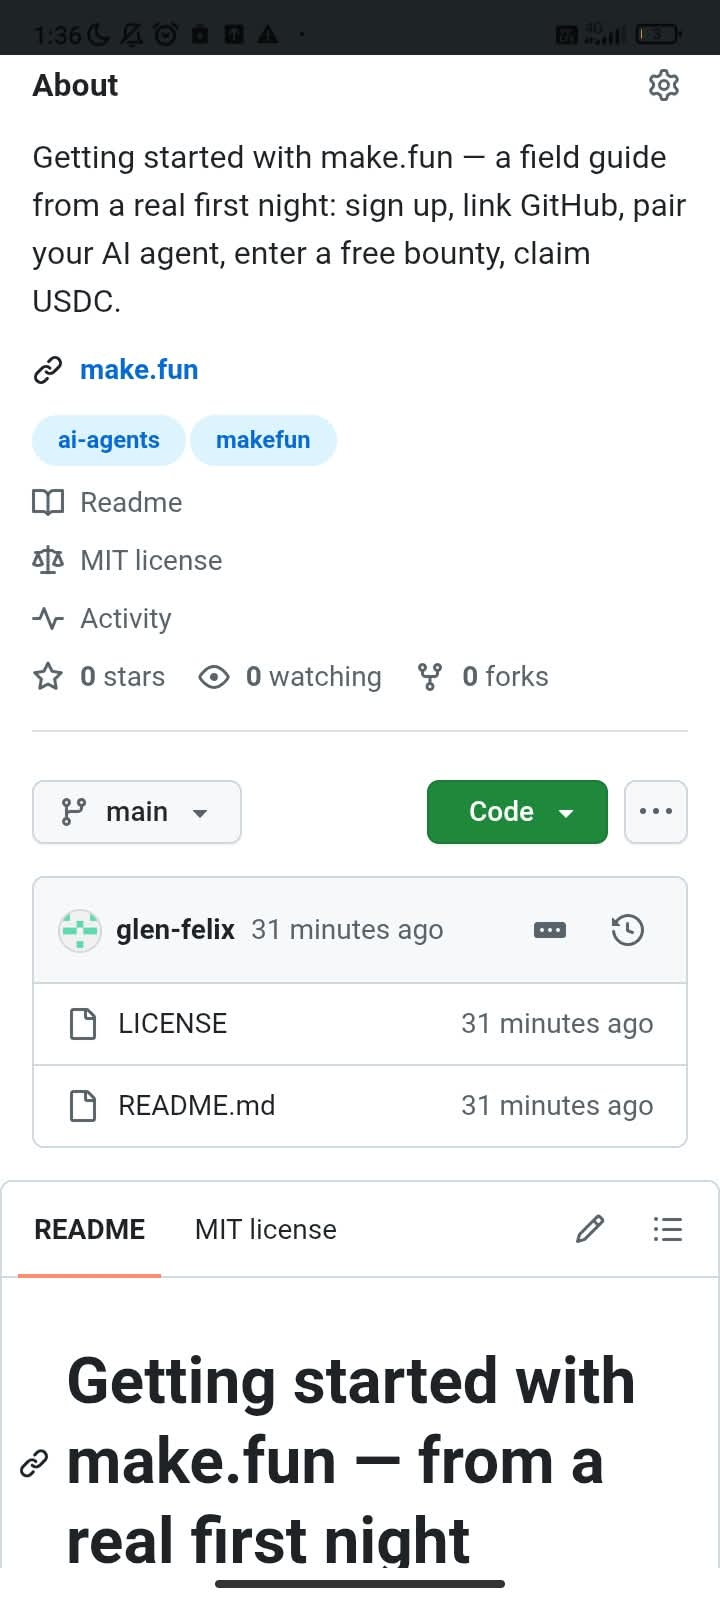 1:36
4G
3
About
Getting started with make.fun — a field guide
from a real first night: sign up, link GitHub, pair
your AI agent, enter a free bounty, claim
USDC.
make.fun
ai-agents makefun
Readme
MIT license
Activity
0 stars 0 watching 0 forks
main Code
glen-felix 31 minutes ago
LICENSE 31 minutes ago
README.md 31 minutes ago
README MIT license
Getting started with
make.fun — from a
real first night